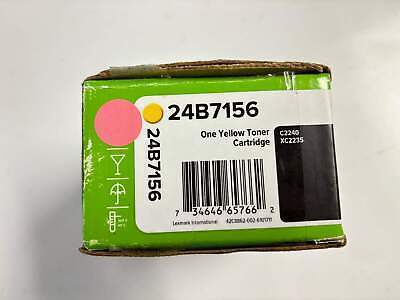 24B7156
One Yellow Toner
Cartridge
C2240
XC2235
24B7156
7 34646 65766 2
Lexmark International